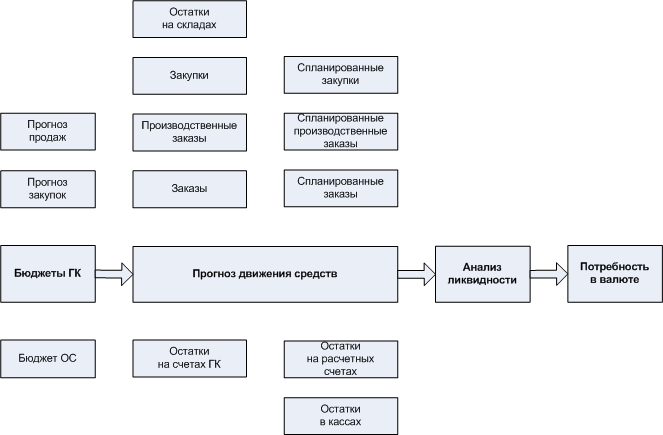 Остатки
на складах
Закупки
Спланированные
закупки
Прогноз
продаж
Производственные
заказы
Спланированные
производственные
заказы
Прогноз
закупок
Заказы
Спланированные
заказы
Бюджеты ГК
Прогноз движения средств
Анализ
ликвидности
Потребность
в валюте
Бюджет ОС
Остатки
на счетах ГК
Остатки
на расчетных
счетах
Остатки
в кассах